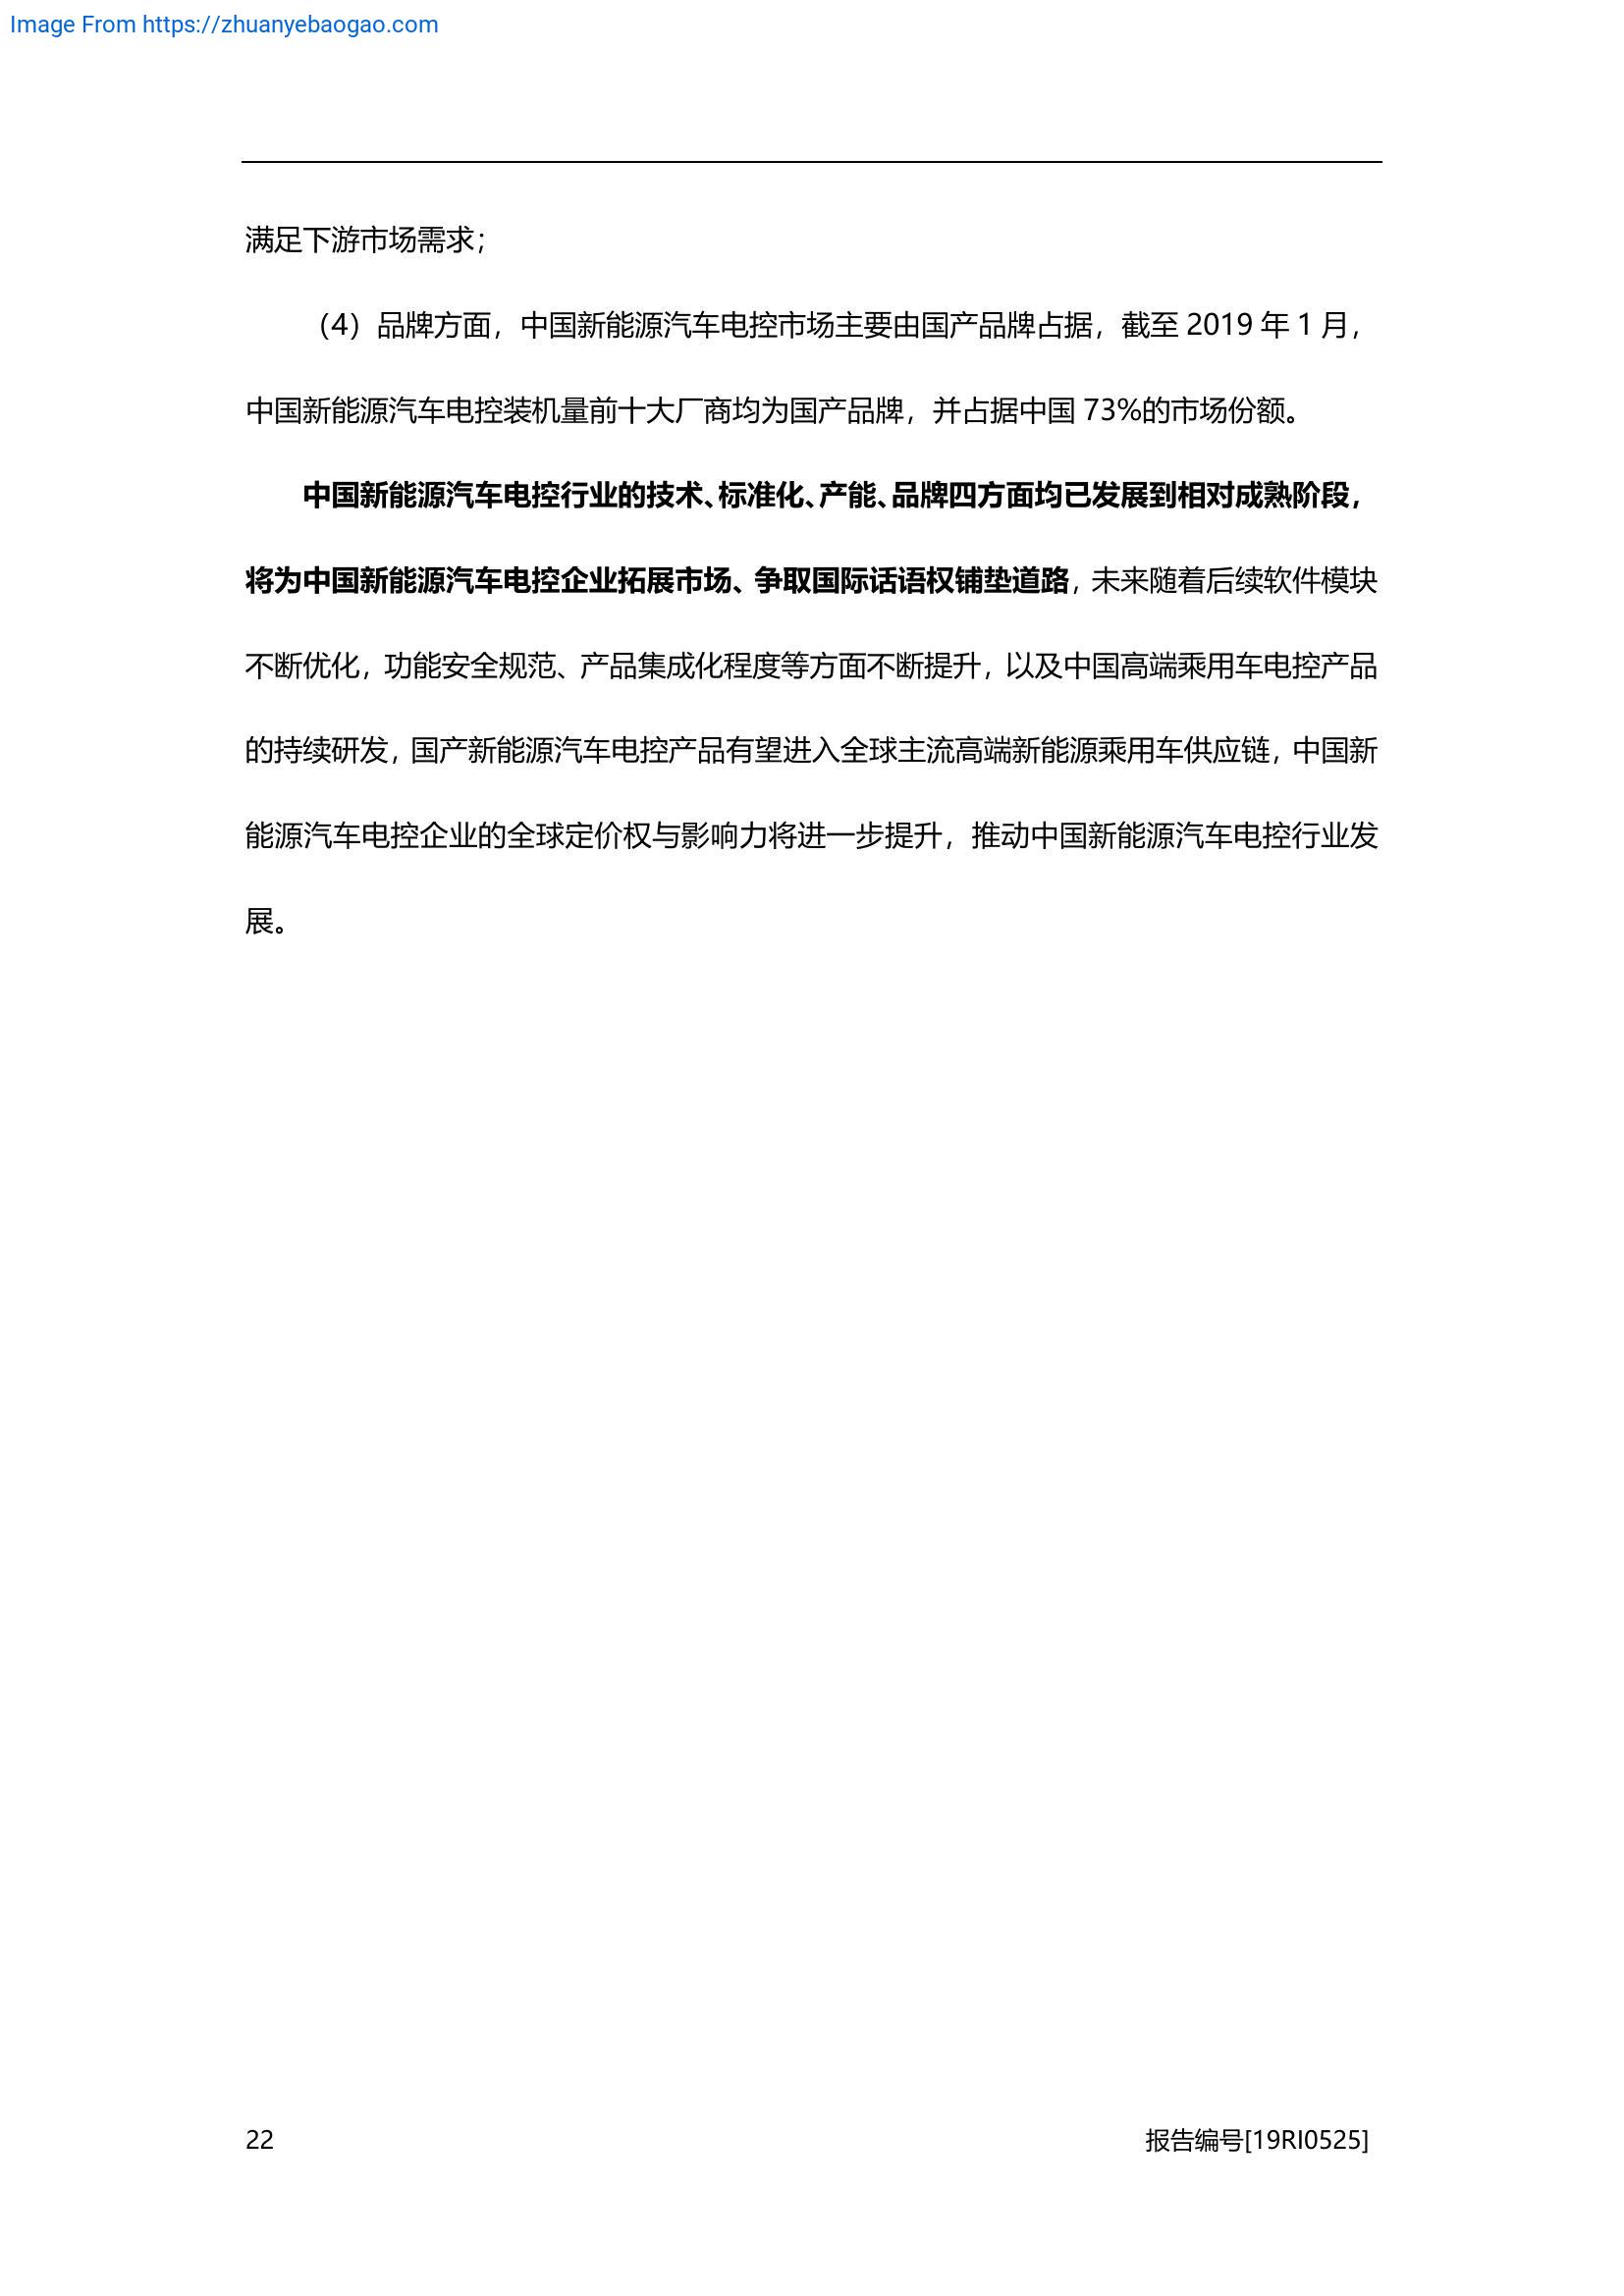 Image From https://zhuanyebaogao.com
满足下游市场需求；
（4）品牌方面，中国新能源汽车电控市场主要由国产品牌占据，截至 2019 年 1 月，
中国新能源汽车电控装机量前十大厂商均为国产品牌，并占据中国 73%的市场份额。
中国新能源汽车电控行业的技术、标准化、产能、品牌四方面均已发展到相对成熟阶段，
将为中国新能源汽车电控企业拓展市场、争取国际话语权铺垫道路，未来随着后续软件模块
不断优化，功能安全规范、产品集成化程度等方面不断提升，以及中国高端乘用车电控产品
的持续研发，国产新能源汽车电控产品有望进入全球主流高端新能源乘用车供应链，中国新
能源汽车电控企业的全球定价权与影响力将进一步提升，推动中国新能源汽车电控行业发
展。
22 报告编号[19RI0525]